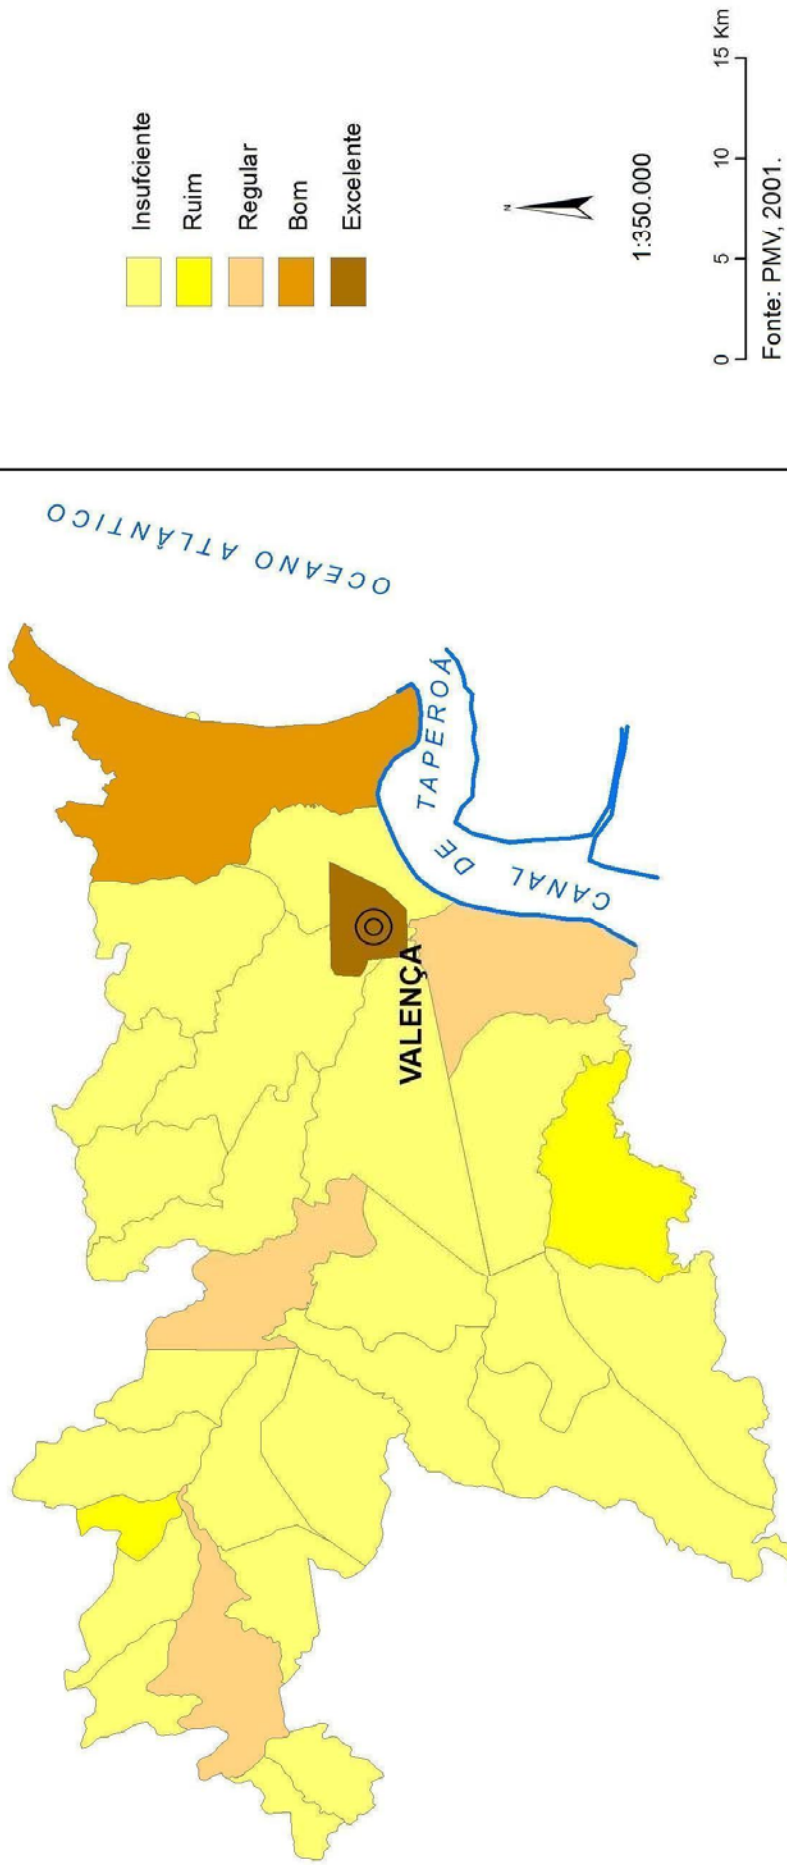 OCEANO ATLÂNTICO
CANAL DE TAPEROÁ
VALENÇA
Insufciente
Ruim
Regular
Bom
Excelente
N
1:350.000
0 5 10 15 Km
Fonte: PMV, 2001.